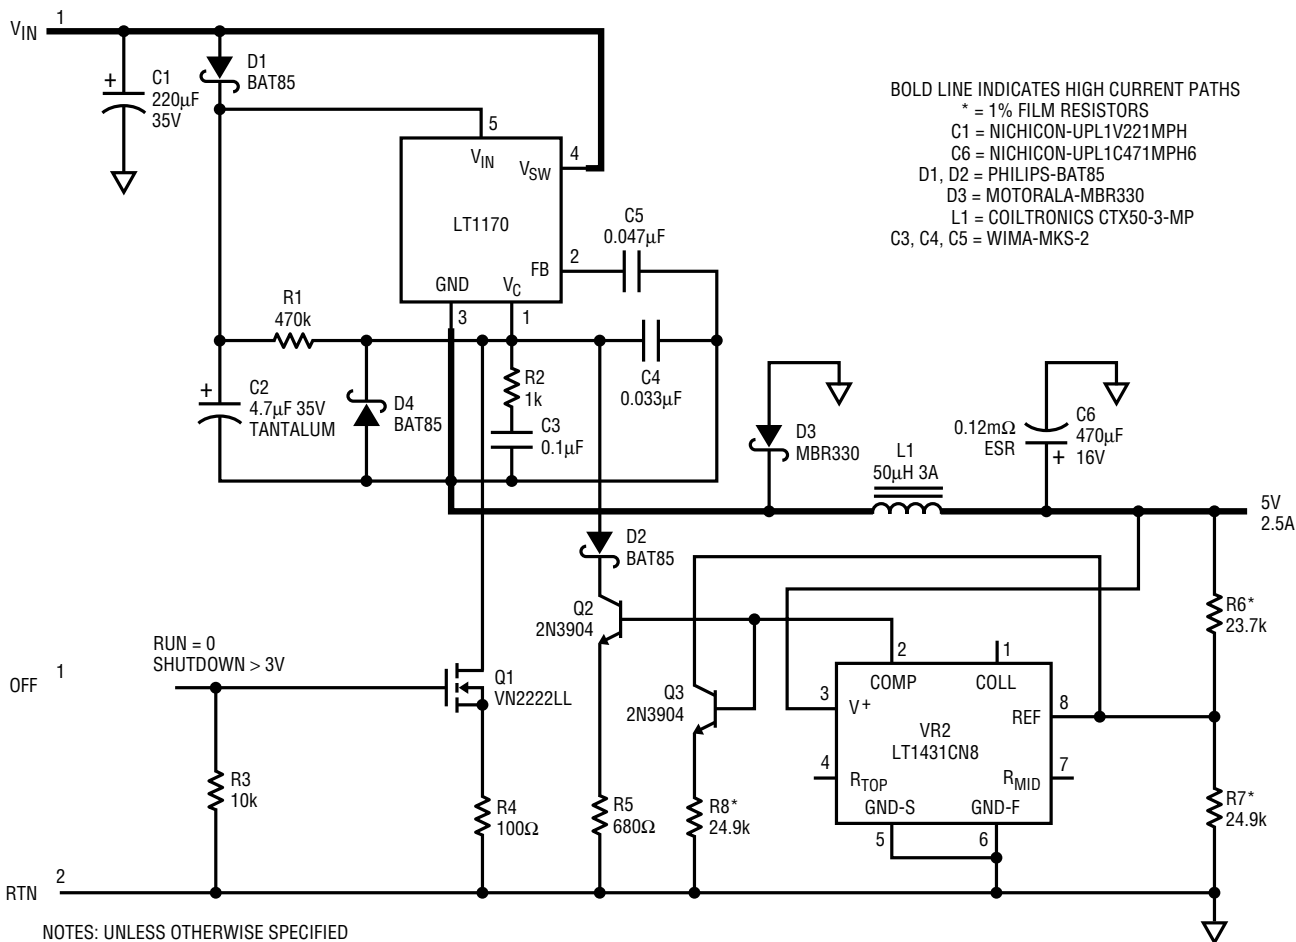 VIN
1
D1
BAT85
+
C1
220µF
35V
BOLD LINE INDICATES HIGH CURRENT PATHS
* = 1% FILM RESISTORS
C1 = NICHICON-UPL1V221MPH
C6 = NICHICON-UPL1C471MPH6
D1, D2 = PHILIPS-BAT85
D3 = MOTORALA-MBR330
L1 = COILTRONICS CTX50-3-MP
C3, C4, C5 = WIMA-MKS-2
5
VIN
4
VSW
LT1170
C5
0.047µF
2
FB
GND
VC
3
1
R1
470k
+
C2
4.7µF 35V
TANTALUM
D4
BAT85
R2
1k
C3
0.1µF
C4
0.033µF
D3
MBR330
L1
50µH 3A
0.12mΩ
ESR
C6
470µF
16V
+
5V
2.5A
D2
BAT85
Q2
2N3904
R6*
23.7k
RUN = 0
SHUTDOWN > 3V
OFF
1
Q1
VN2222LL
Q3
2N3904
2
1
COMP
COLL
3
V+
8
REF
VR2
LT1431CN8
4
RTOP
7
RMID
GND-S
GND-F
5
6
R3
10k
R4
100Ω
R5
680Ω
R8*
24.9k
R7*
24.9k
RTN
2
NOTES: UNLESS OTHERWISE SPECIFIED